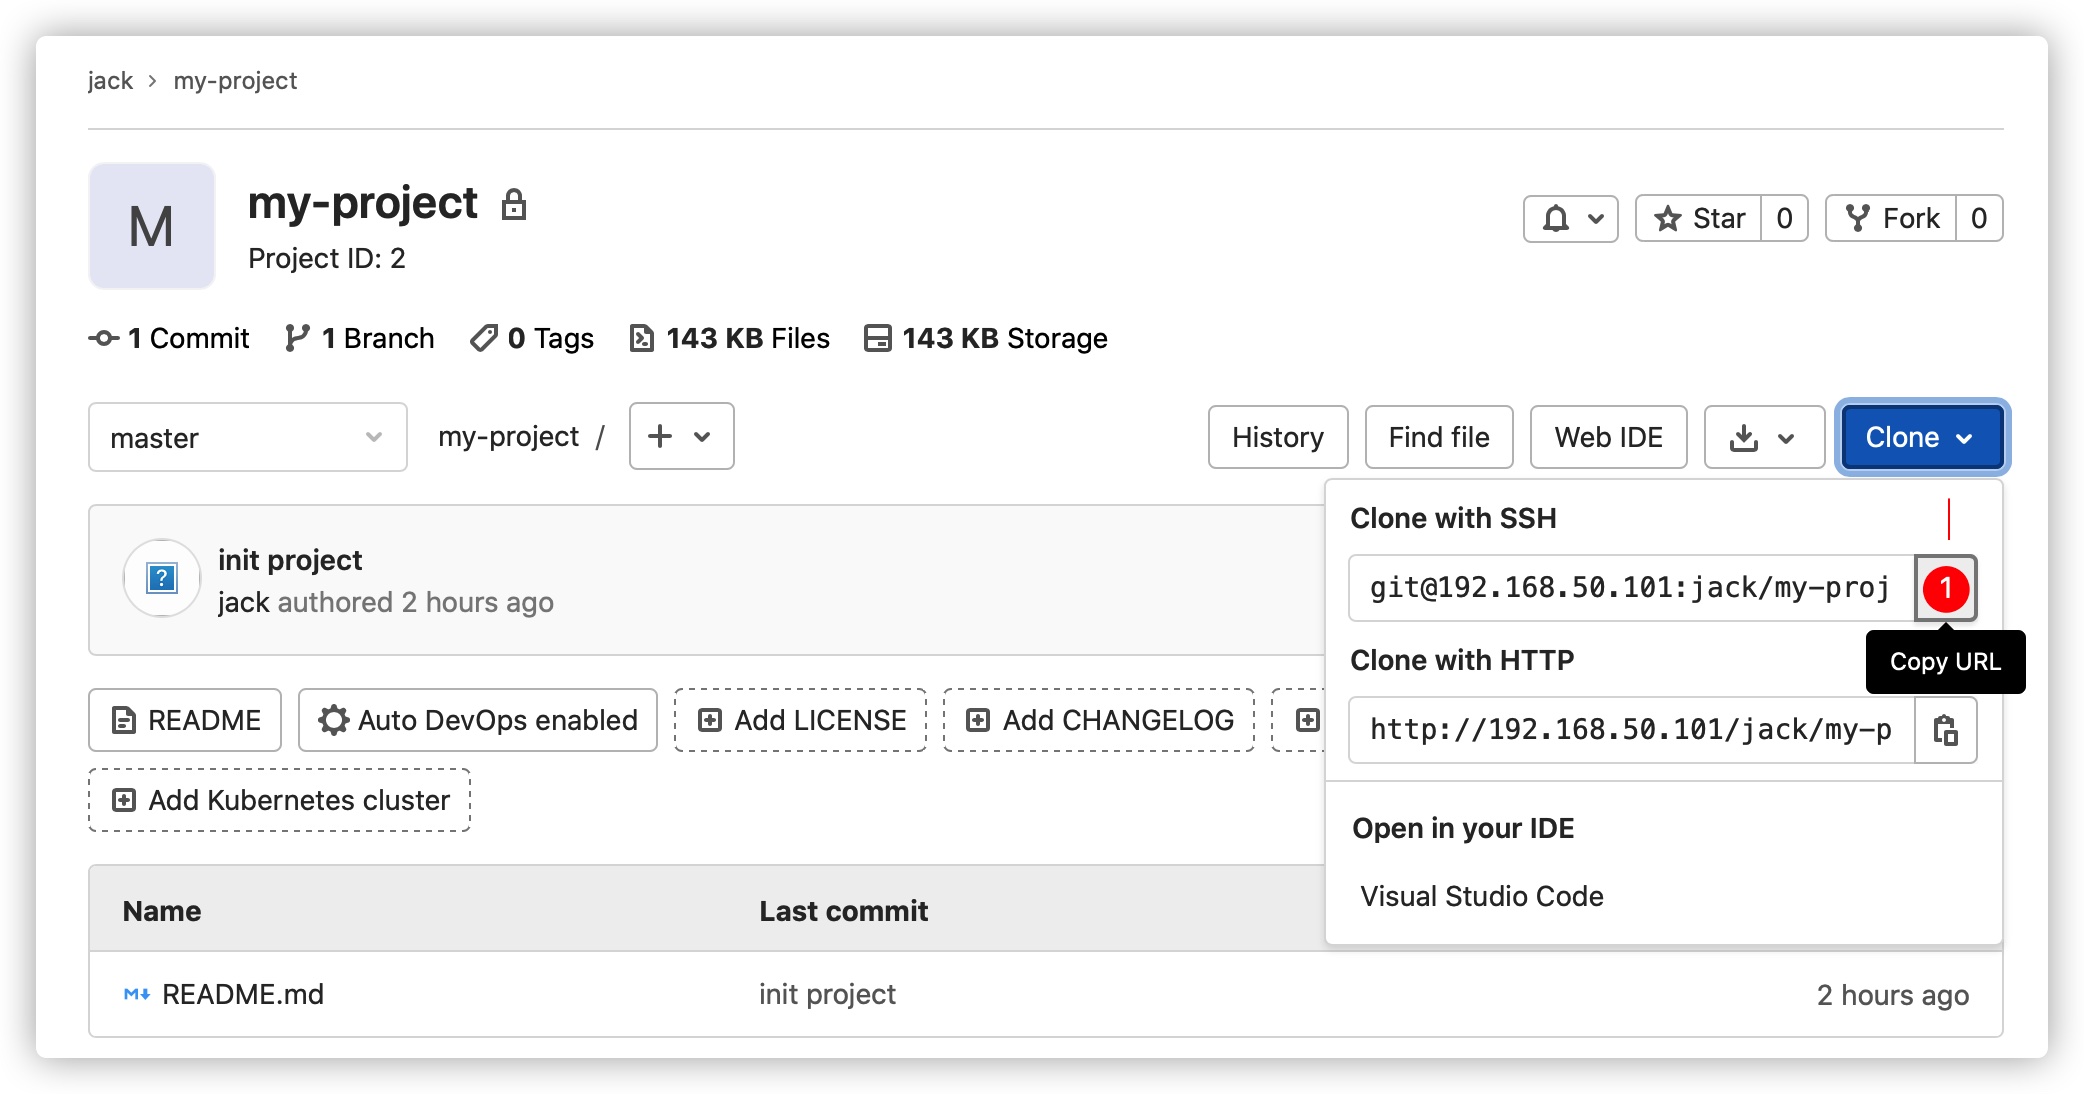 jack > my-project
M
my-project
Project ID: 2
Star 0
Fork 0
1 Commit 1 Branch 0 Tags 143 KB Files 143 KB Storage
master
my-project /
History
Find file
Web IDE
Clone
Clone with SSH
git@192.168.50.101:jack/my-proj
1
Copy URL
Clone with HTTP
http://192.168.50.101/jack/my-p
Open in your IDE
Visual Studio Code
?
init project
jack authored 2 hours ago
README
Auto DevOps enabled
Add LICENSE
Add CHANGELOG
Add Kubernetes cluster
Name Last commit
README.md init project 2 hours ago